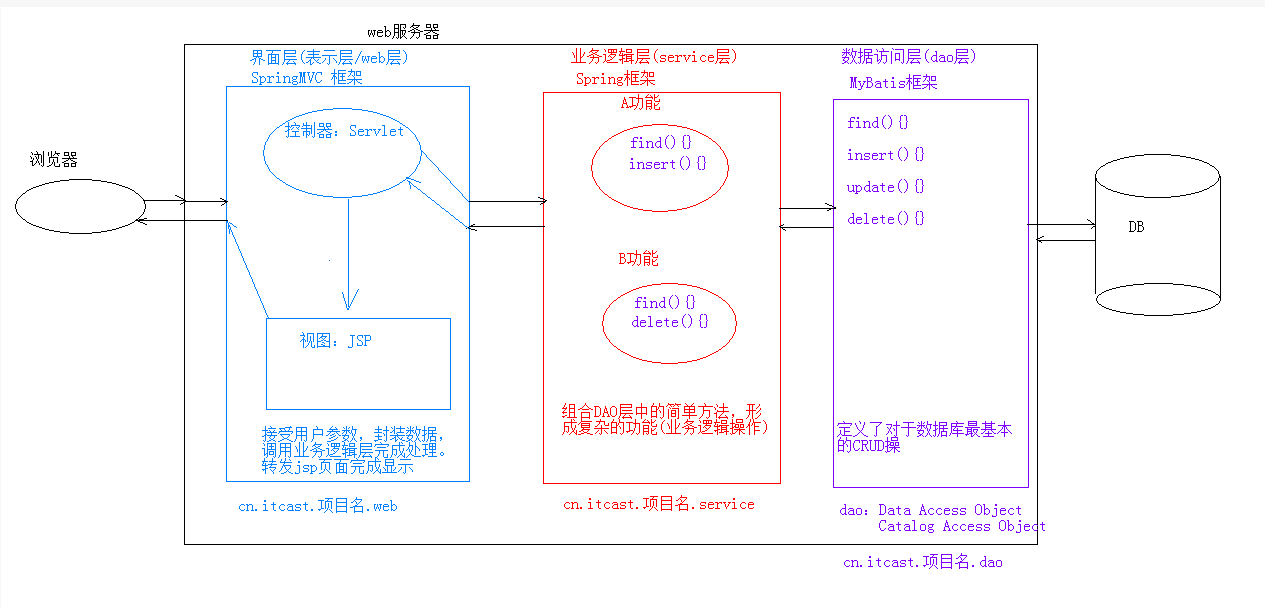 web服务器
浏览器
界面层(表示层/web层)
SpringMVC 框架
控制器：Servlet
视图：JSP
接受用户参数，封装数据，
调用业务逻辑层完成处理。
转发jsp页面完成显示
cn.itcast.项目名.web
业务逻辑层(service层)
Spring框架
A功能
find(){}
insert(){}
B功能
find(){}
delete(){}
组合DAO层中的简单方法，形
成复杂的功能(业务逻辑操作)
cn.itcast.项目名.service
数据访问层(dao层)
MyBatis框架
find(){}
insert(){}
update(){}
delete(){}
定义了对于数据库最基本
的CRUD操
dao：Data Access Object
Catalog Access Object
cn.itcast.项目名.dao
DB